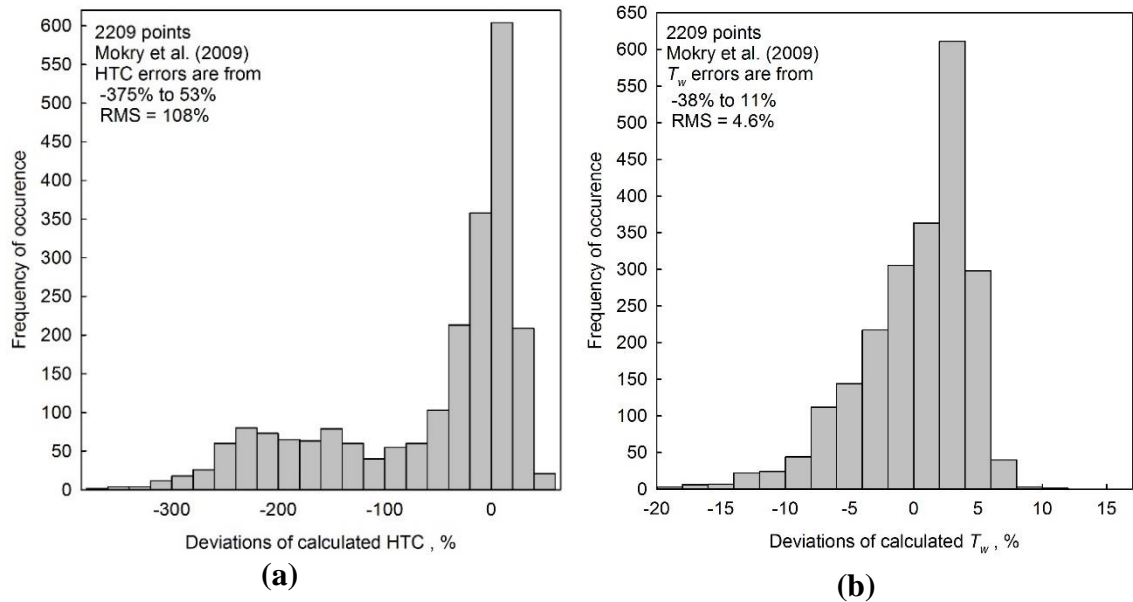 2209 points
Mokry et al. (2009)
HTC errors are from
-375% to 53%
RMS = 108%
600
550
500
450
400
350
300
250
200
150
100
50
0
Frequency of occurence
-300 -200 -100 0
Deviations of calculated HTC , %
(a)
2209 points
Mokry et al. (2009)
Tw errors are from
-38% to 11%
RMS = 4.6%
650
600
550
500
450
400
350
300
250
200
150
100
50
0
Frequency of occurence
-20 -15 -10 -5 0 5 10 15
Deviations of calculated Tw , %
(b)